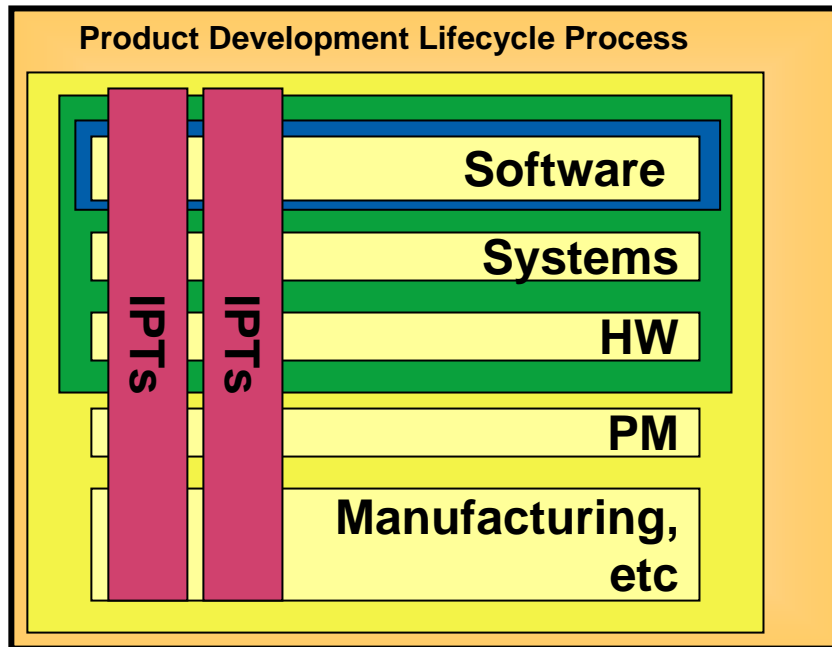 Product Development Lifecycle Process
Software
Systems
HW
IPTs
IPTs
PM
Manufacturing,
etc